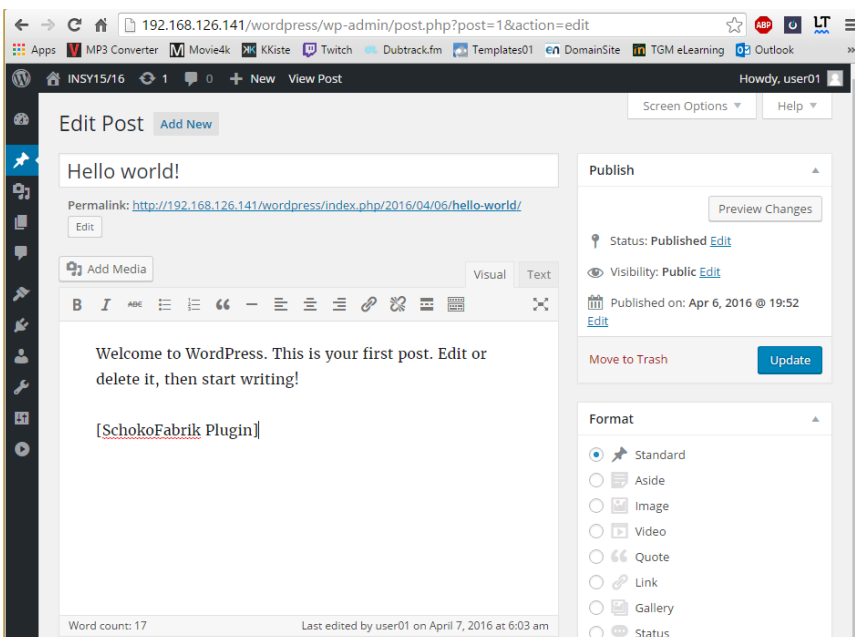 192.168.126.141/wordpress/wp-admin/post.php?post=1&action=edit
ABP
LT
Apps MP3 Converter Movie4k KKiste Twitch Dubtrack.fm Templates01 DomainSite TGM eLearning Outlook »
INSY15/16 1 0 + New View Post Howdy, user01
Screen Options Help
Edit Post Add New
Hello world!
Permalink: http://192.168.126.141/wordpress/index.php/2016/04/06/hello-world/
Edit
Add Media
Visual Text
B I ABC
Welcome to WordPress. This is your first post. Edit or
delete it, then start writing!
[SchokoFabrik Plugin]
Word count: 17 Last edited by user01 on April 7, 2016 at 6:03 am
Publish
Preview Changes
Status: Published Edit
Visibility: Public Edit
Published on: Apr 6, 2016 @ 19:52
Edit
Move to Trash Update
Format
Standard
Aside
Image
Video
Quote
Link
Gallery
Status